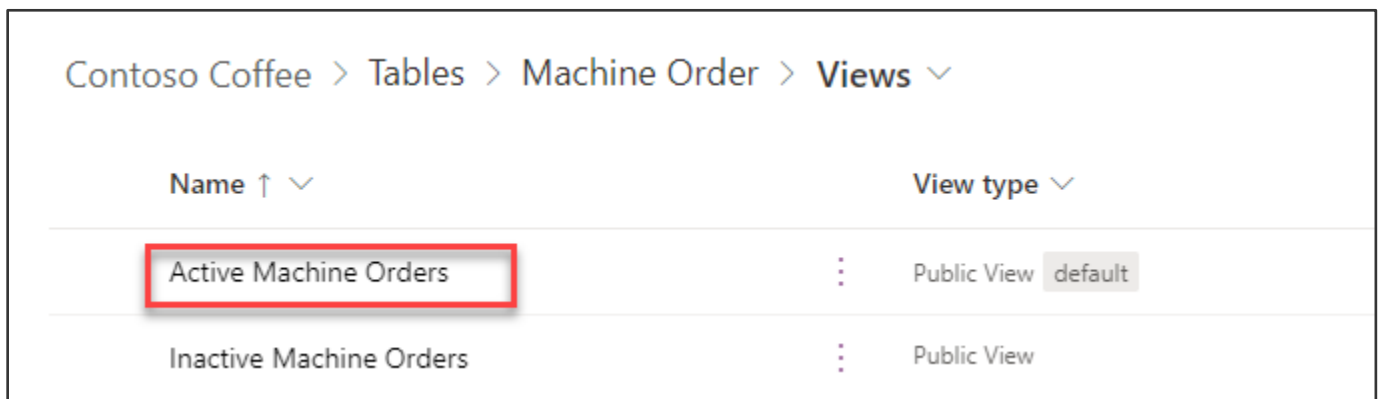 Contoso Coffee > Tables > Machine Order > Views
Name ↑ View type
Active Machine Orders Public View default
Inactive Machine Orders Public View